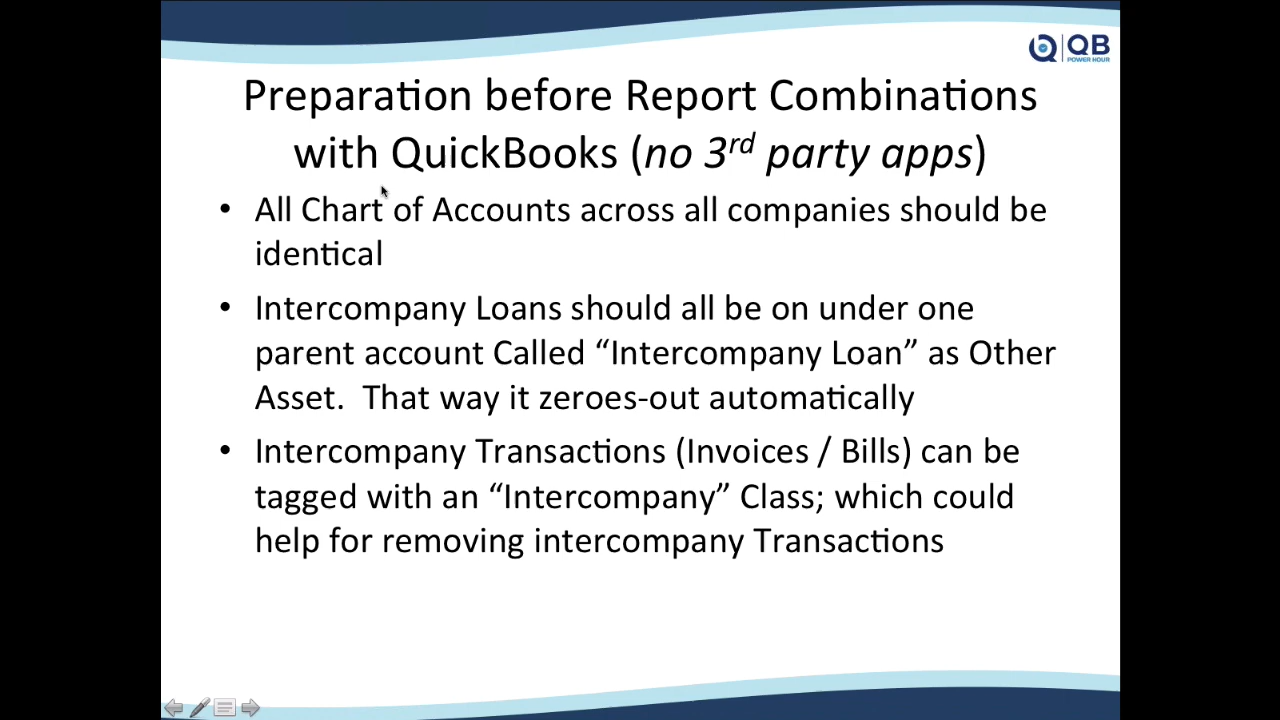 QB
POWER HOUR
Preparation before Report Combinations
with QuickBooks (no 3rd party apps)
• All Chart of Accounts across all companies should be
identical
• Intercompany Loans should all be on under one
parent account Called “Intercompany Loan” as Other
Asset.  That way it zeroes-out automatically
• Intercompany Transactions (Invoices / Bills) can be
tagged with an “Intercompany” Class; which could
help for removing intercompany Transactions